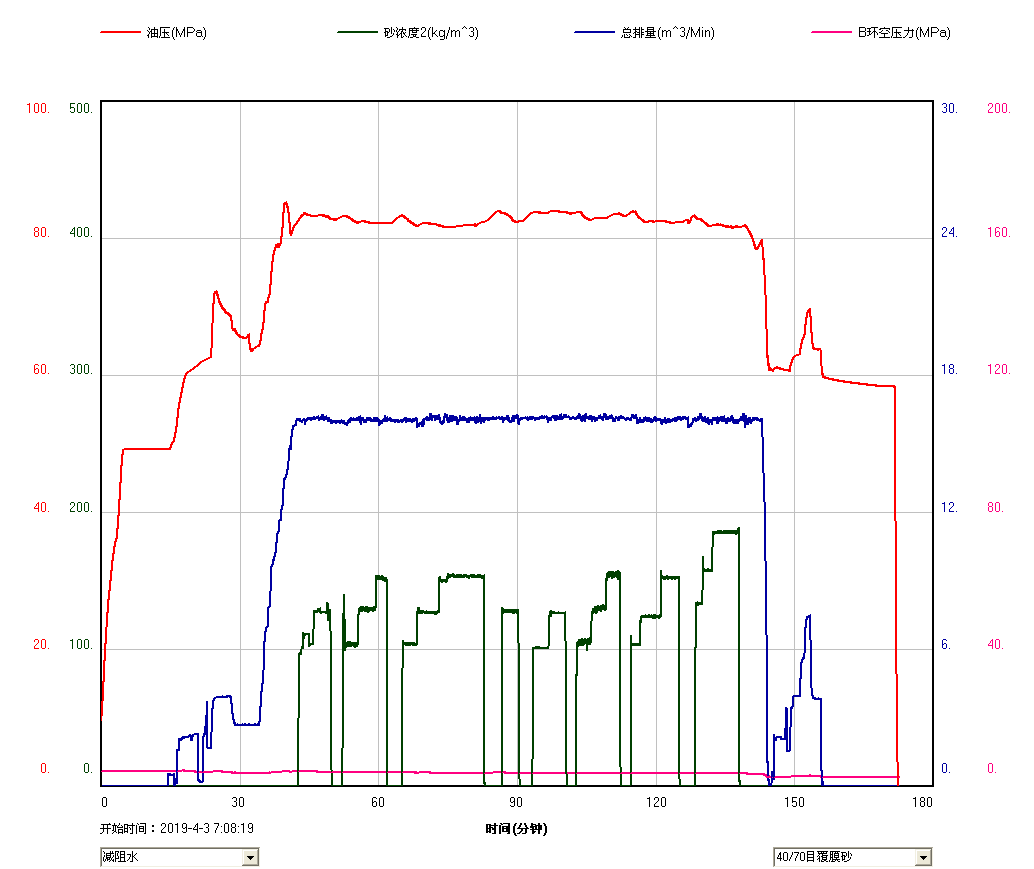 油压(MPa) 砂浓度2(kg/m^3) 总排量(m^3/Min) B环空压力(MPa)
100. 500. 30. 200.
80. 400. 24. 160.
60. 300. 18. 120.
40. 200. 12. 80.
20. 100. 6. 40.
0. 0. 0. 0.
0 30 60 90 120 150 180
开始时间：2019-4-3 7:08:19 时间(分钟)
减阻水 40/70目覆膜砂